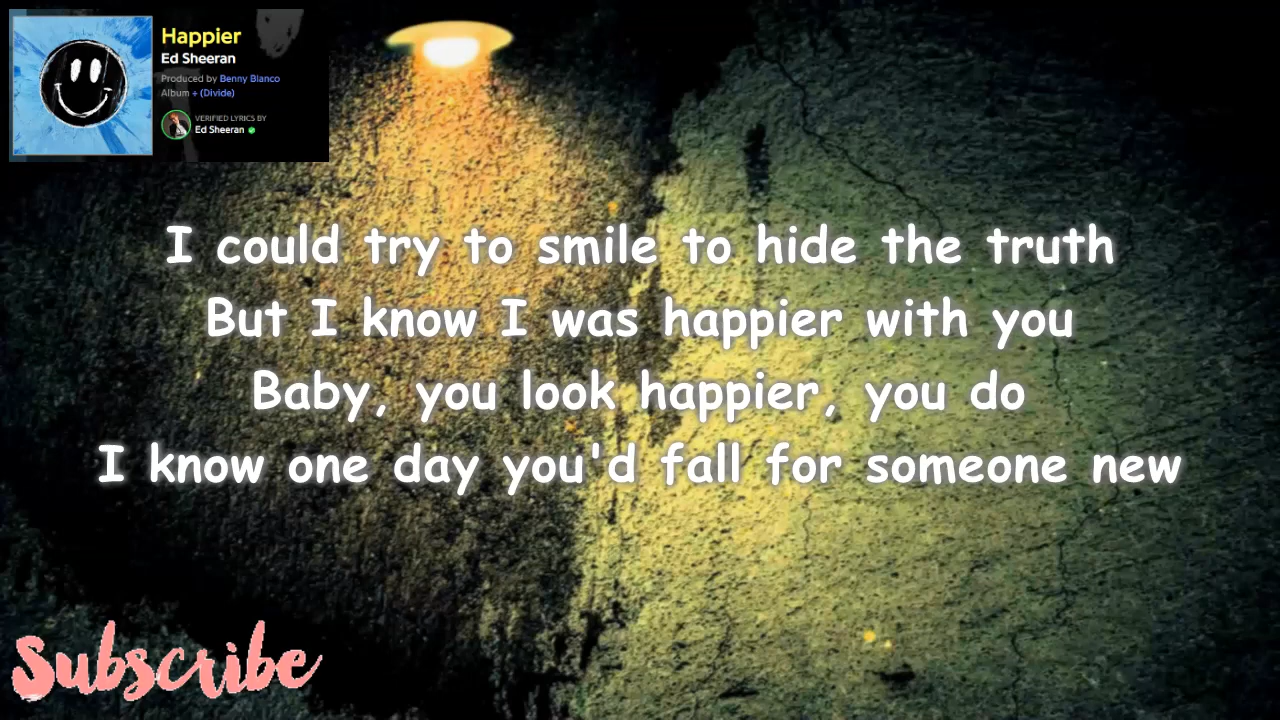 Happier
Ed Sheeran
Produced by Benny Blanco
Album ÷ (Divide)
VERIFIED LYRICS BY
Ed Sheeran
I could try to smile to hide the truth
But I know I was happier with you
Baby, you look happier, you do
I know one day you'd fall for someone new
Subscribe